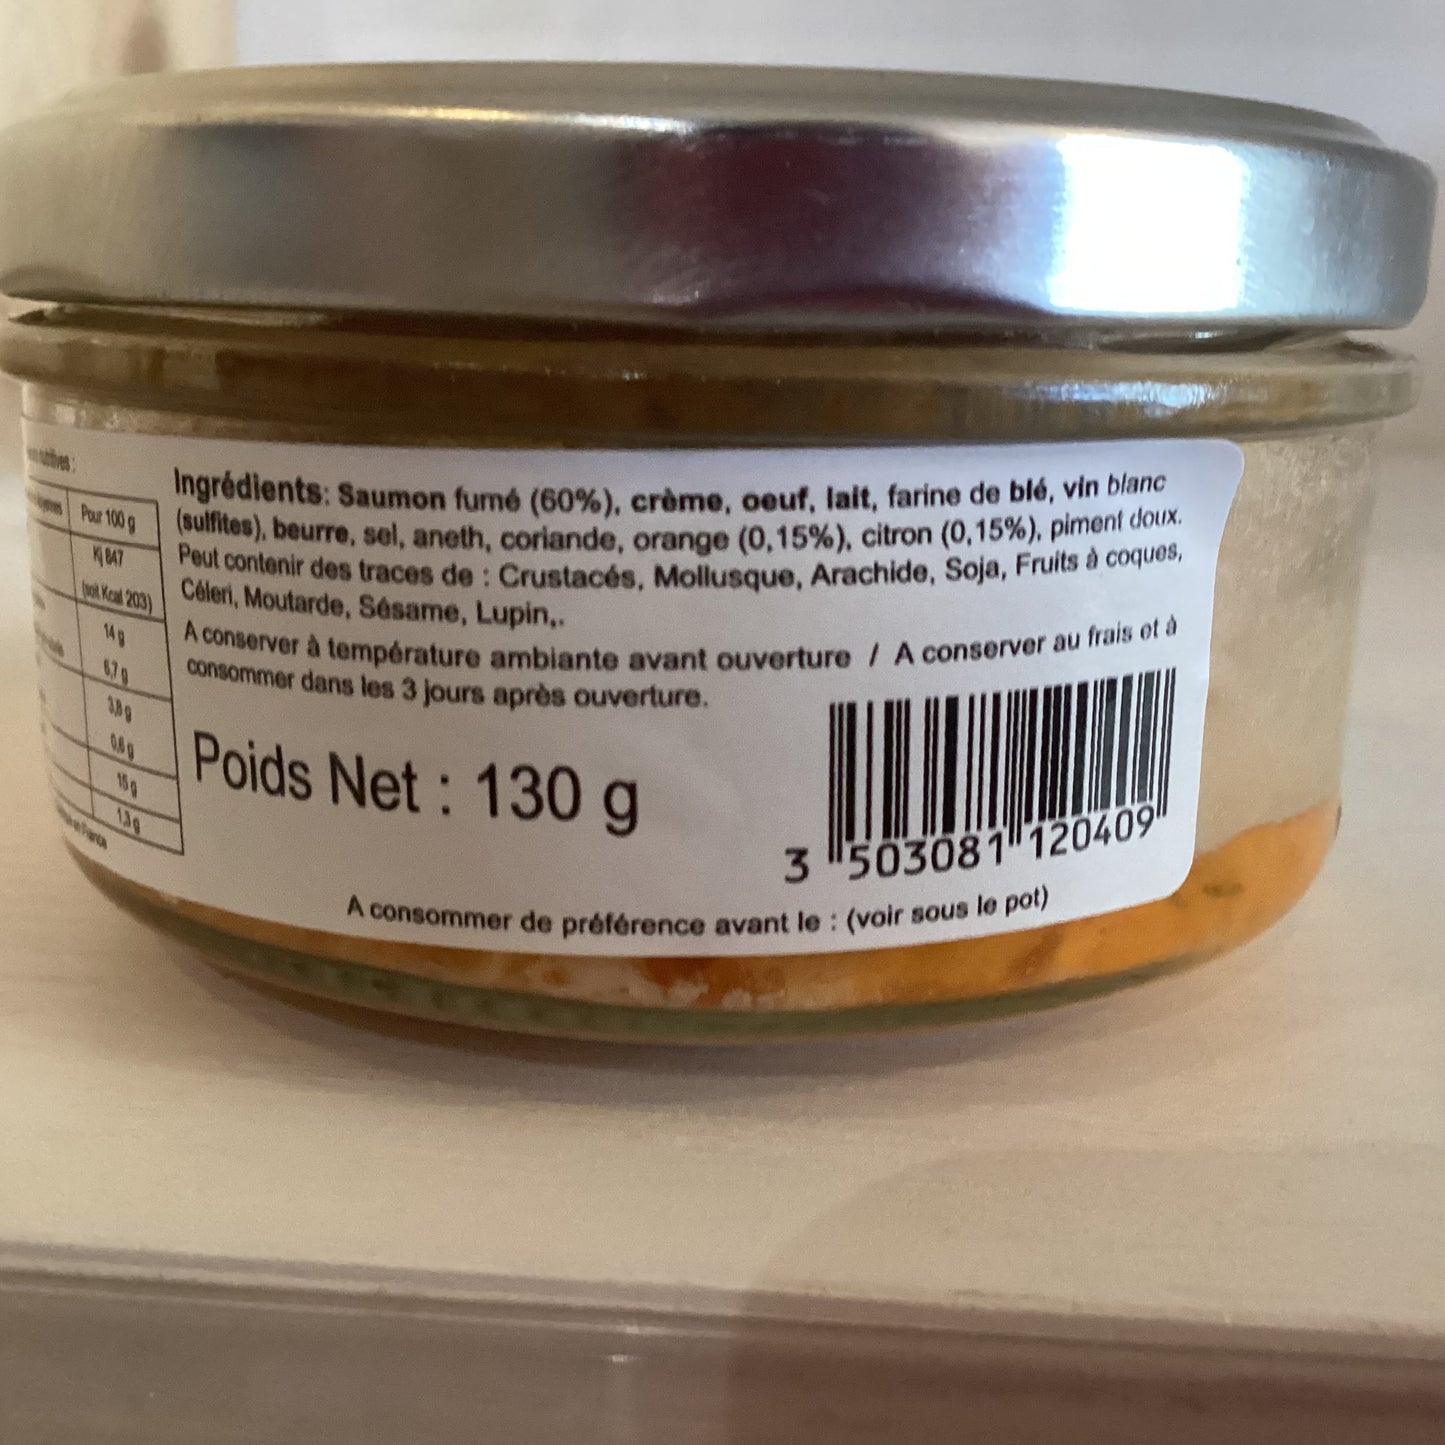 nutritives :
Pour 100 g
Kj 847
(soit Kcal 203)
14 g
6,7 g
3,8 g
0,6 g
15 g
1,3 g
en France
Ingrédients: Saumon fumé (60%), crème, oeuf, lait, farine de blé, vin blanc
(sulfites), beurre, sel, aneth, coriande, orange (0,15%), citron (0,15%), piment doux.
Peut contenir des traces de : Crustacés, Mollusque, Arachide, Soja, Fruits à coques,
Céleri, Moutarde, Sésame, Lupin,.
A conserver à température ambiante avant ouverture / A conserver au frais et à
consommer dans les 3 jours après ouverture.
Poids Net : 130 g
3 503081 120409
A consommer de préférence avant le : (voir sous le pot)